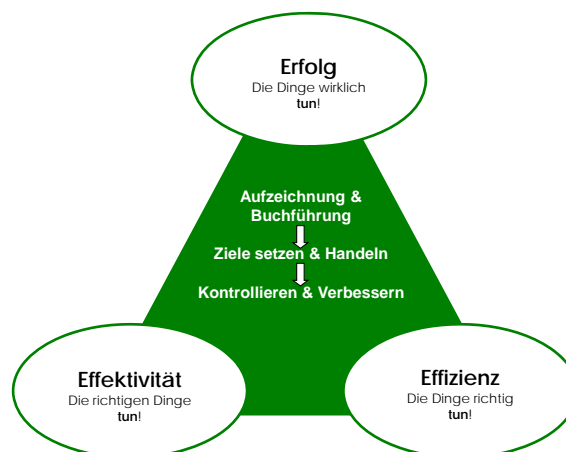 Erfolg
Die Dinge wirklich
tun!
Aufzeichnung &
Buchführung
Ziele setzen & Handeln
Kontrollieren & Verbessern
Effektivität
Die richtigen Dinge
tun!
Effizienz
Die Dinge richtig
tun!